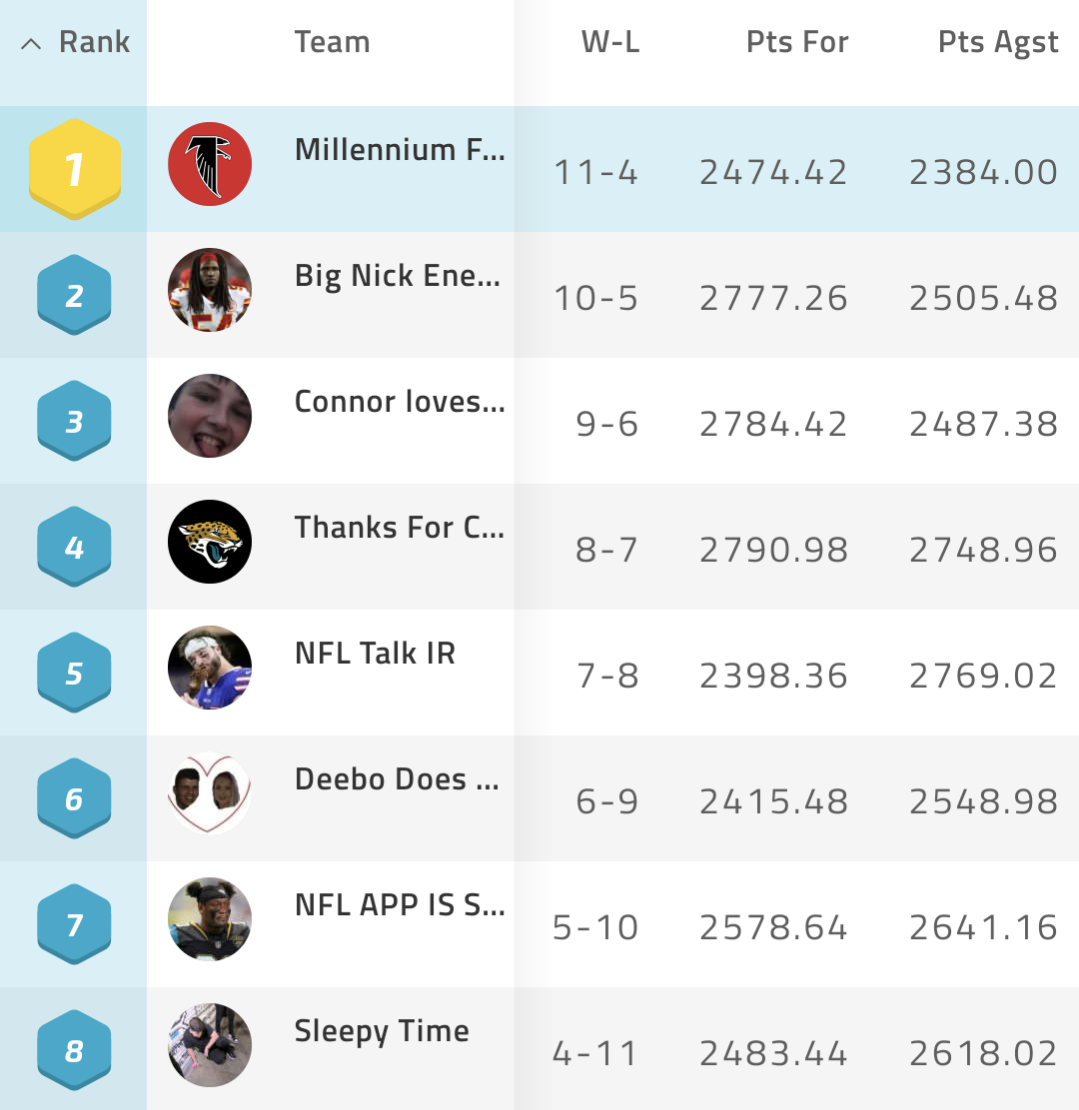 Rank Team W-L Pts For Pts Agst
1 Millennium F... 11-4 2474.42 2384.00
2 Big Nick Ene... 10-5 2777.26 2505.48
3 Connor loves... 9-6 2784.42 2487.38
4 Thanks For C... 8-7 2790.98 2748.96
5 NFL Talk IR 7-8 2398.36 2769.02
6 Deebo Does ... 6-9 2415.48 2548.98
7 NFL APP IS S... 5-10 2578.64 2641.16
8 Sleepy Time 4-11 2483.44 2618.02